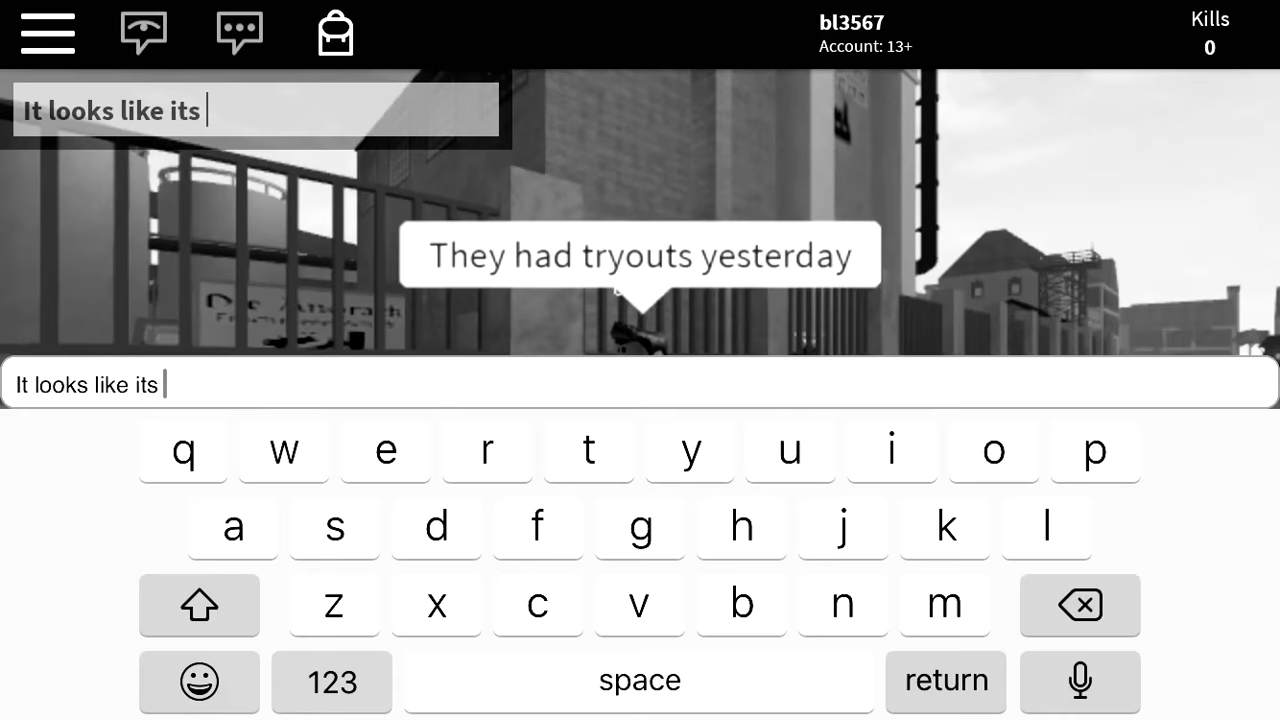 bl3567
Account: 13+
Kills
0
It looks like its
They had tryouts yesterday
It looks like its
q w e r t y u i o p
a s d f g h j k l
z x c v b n m
123 space return